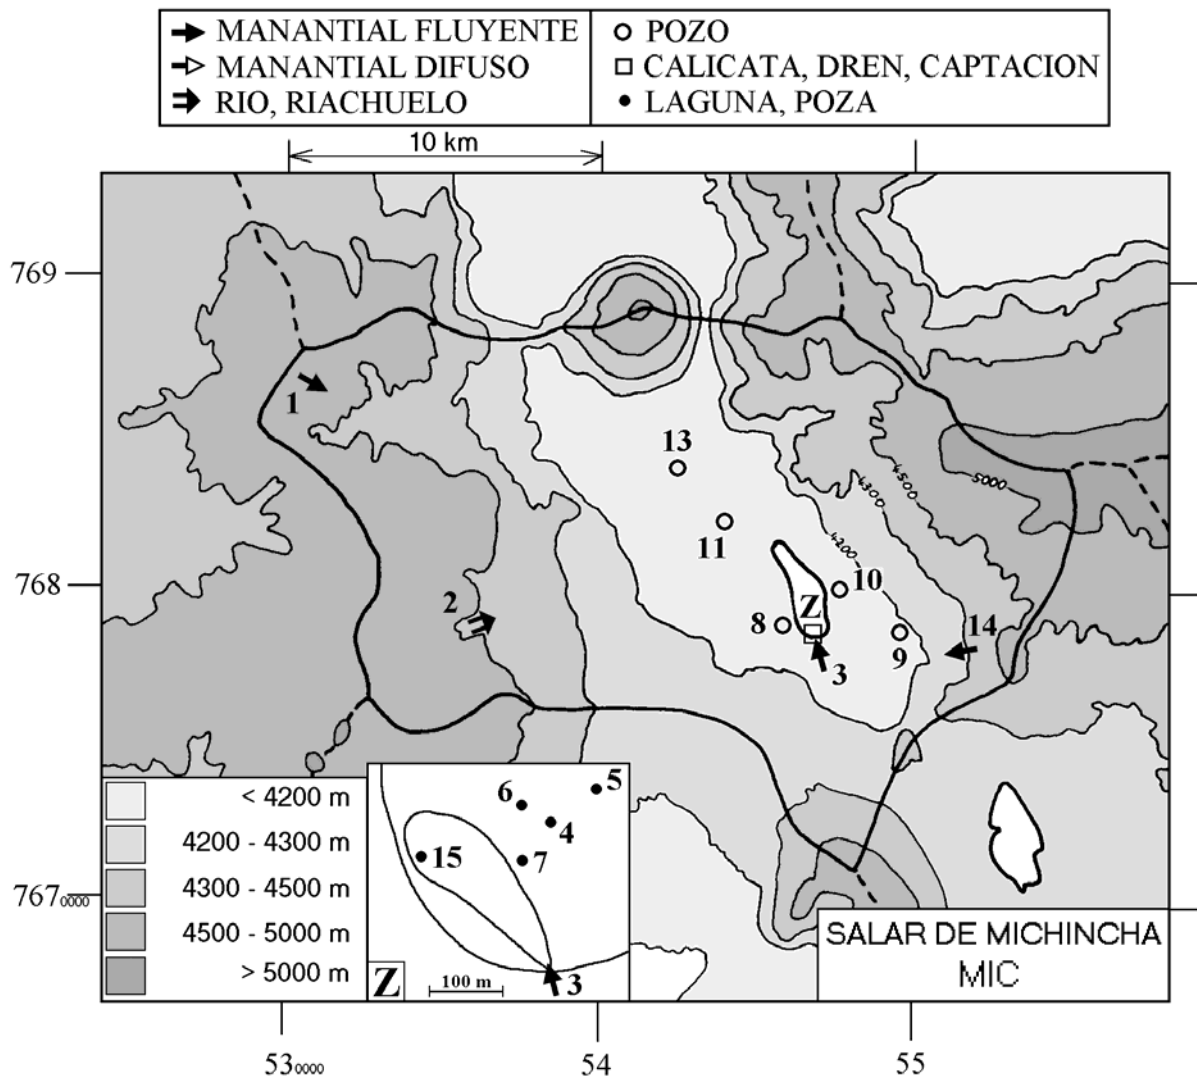 MANANTIAL FLUYENTE
MANANTIAL DIFUSO
RIO, RIACHUELO
POZO
CALICATA, DREN, CAPTACION
LAGUNA, POZA
10 km
769
768
7670000
1
2
13
11
10
8
Z
9
14
3
4200
4300
4500
5000
< 4200 m
4200 - 4300 m
4300 - 4500 m
4500 - 5000 m
> 5000 m
6
5
4
15
7
Z
100 m
3
SALAR DE MICHINCHA
MIC
530000
54
55